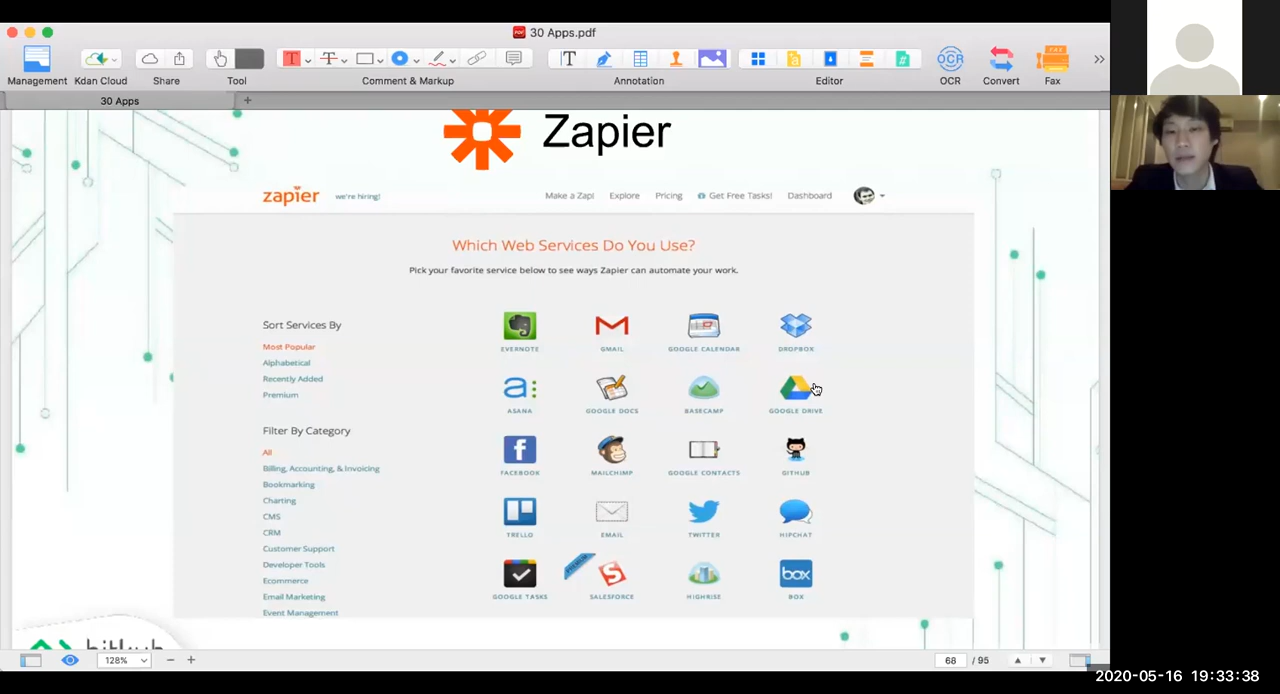 30 Apps.pdf
Management
Kdan Cloud
Share
Tool
Comment & Markup
Annotation
Editor
OCR
OCR
Convert
FAX
Fax
30 Apps
Zapier
zapier
we're hiring!
Make a Zap!
Explore
Pricing
Get Free Tasks!
Dashboard
Which Web Services Do You Use?
Pick your favorite service below to see ways Zapier can automate your work.
Sort Services By
Most Popular
Alphabetical
Recently Added
Premium
Filter By Category
All
Billing, Accounting, & Invoicing
Bookmarking
Charting
CMS
CRM
Customer Support
Developer Tools
Ecommerce
Email Marketing
Event Management
EVERNOTE
GMAIL
GOOGLE CALENDAR
DROPBOX
ASANA
GOOGLE DOCS
BASECAMP
GOOGLE DRIVE
FACEBOOK
MAILCHIMP
GOOGLE CONTACTS
GITHUB
TRELLO
EMAIL
TWITTER
HIPCHAT
GOOGLE TASKS
PREMIUM
SALESFORCE
HIGHRISE
box
BOX
128%
68 / 95
2020-05-16 19:33:38